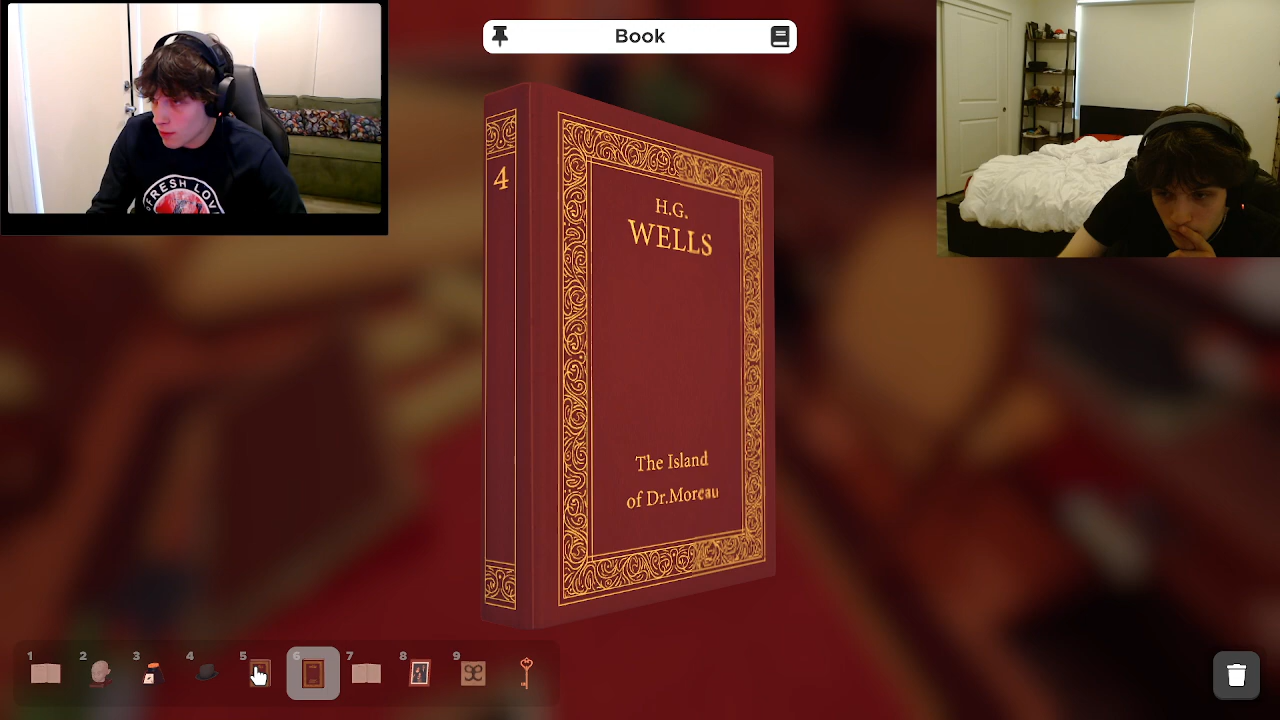 Book
FRESH LOV
4
H.G.
WELLS
The Island
of Dr.Moreau
1 2 3 4 5 6 7 8 9